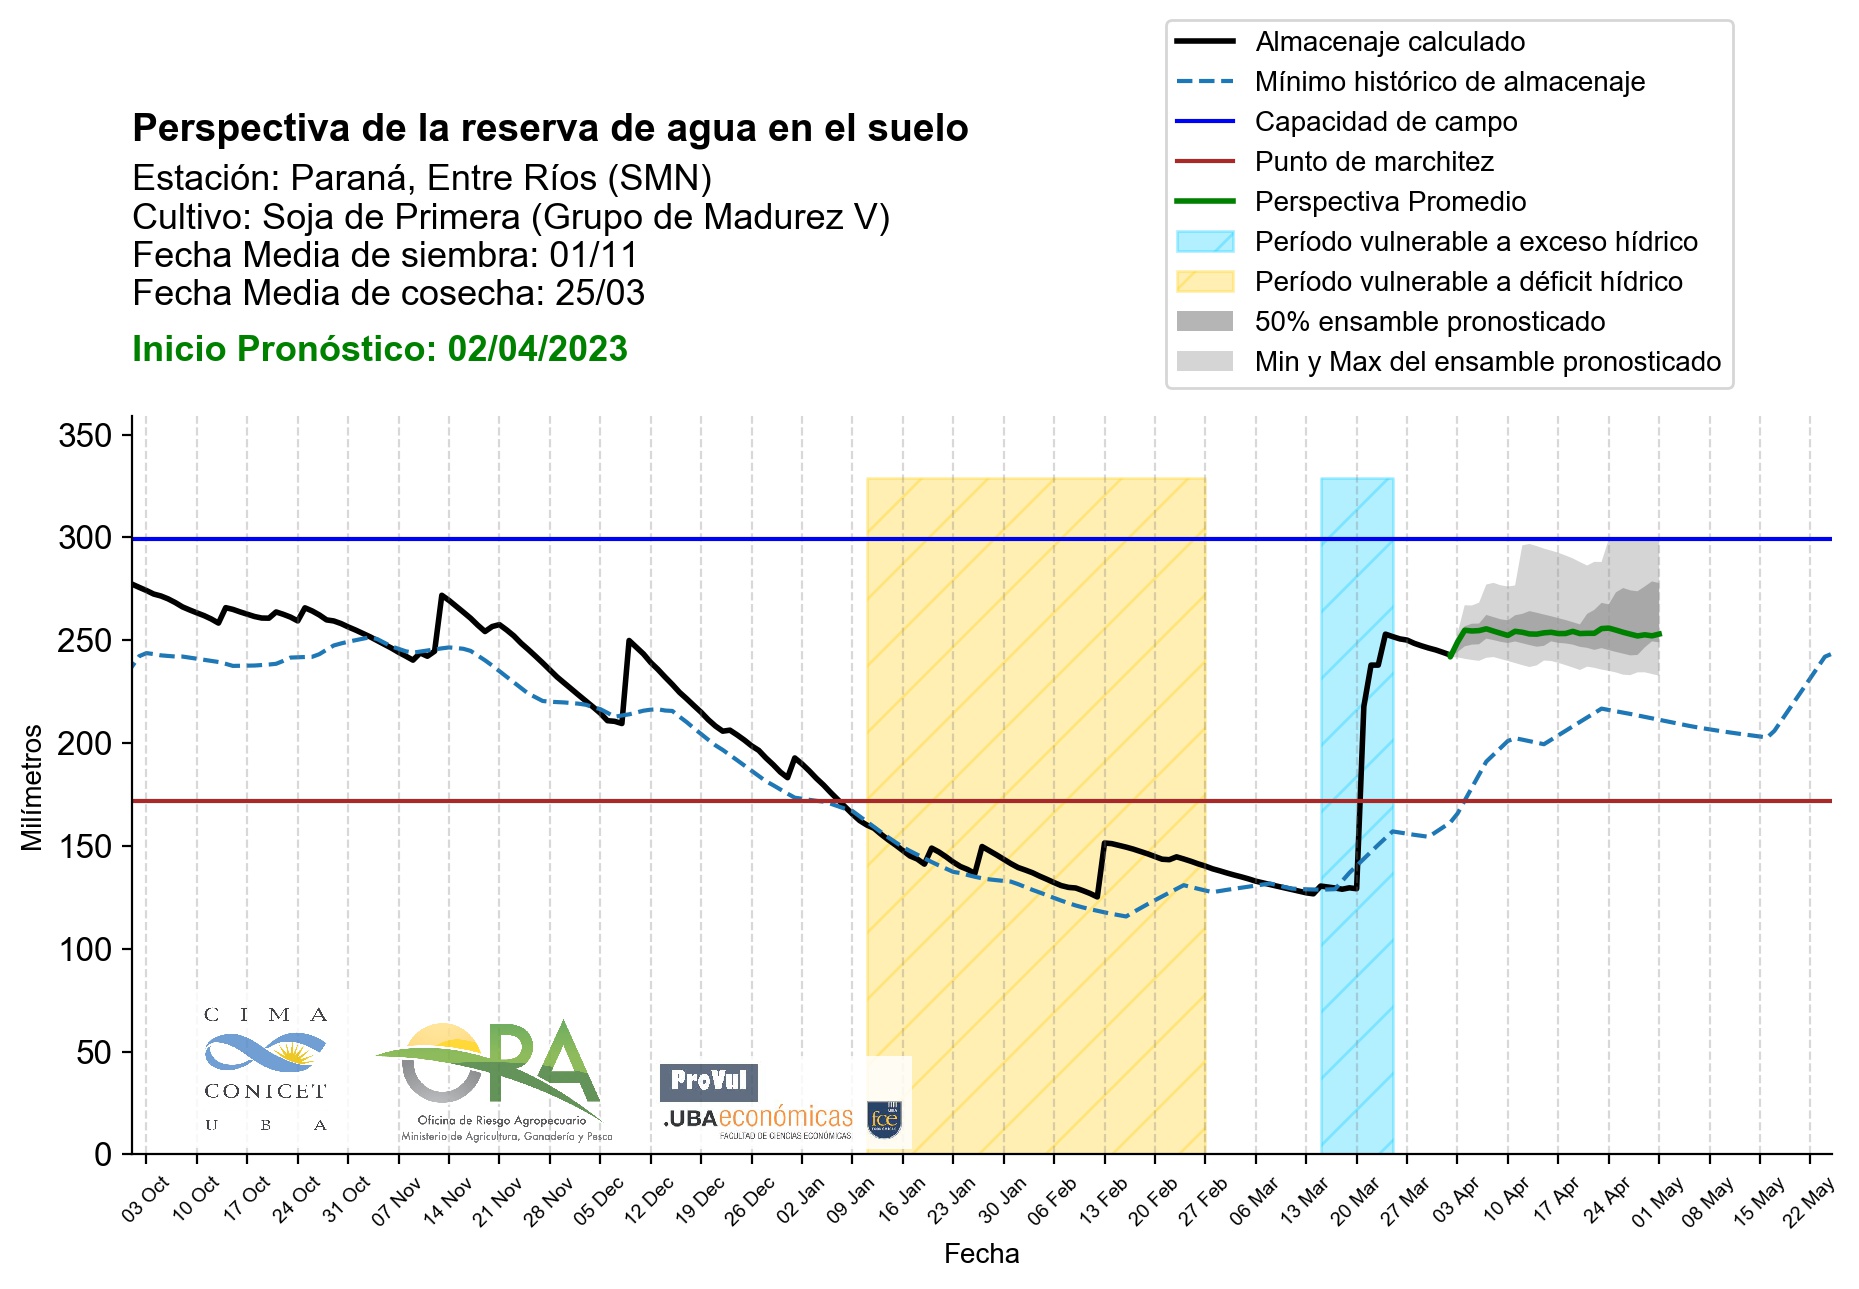 Almacenaje calculado
Mínimo histórico de almacenaje
Capacidad de campo
Punto de marchitez
Perspectiva Promedio
Período vulnerable a exceso hídrico
Período vulnerable a déficit hídrico
50% ensamble pronosticado
Min y Max del ensamble pronosticado
Perspectiva de la reserva de agua en el suelo
Estación: Paraná, Entre Ríos (SMN)
Cultivo: Soja de Primera (Grupo de Madurez V)
Fecha Media de siembra: 01/11
Fecha Media de cosecha: 25/03
Inicio Pronóstico: 02/04/2023
350
300
250
200
150
100
50
0
Milímetros
C I M A
CONICET
U B A
ORA
Oficina de Riesgo Agropecuario
Ministerio de Agricultura, Ganadería y Pesca
ProVul
.UBAeconómicas
FACULTAD DE CIENCIAS ECONÓMICAS
UBA
fce
ECONÓMICAS
03 Oct 10 Oct 17 Oct 24 Oct 31 Oct 07 Nov 14 Nov 21 Nov 28 Nov 05 Dec 12 Dec 19 Dec 26 Dec 02 Jan 09 Jan 16 Jan 23 Jan 30 Jan 06 Feb 13 Feb 20 Feb 27 Feb 06 Mar 13 Mar 20 Mar 27 Mar 03 Apr 10 Apr 17 Apr 24 Apr 01 May 08 May 15 May 22 May
Fecha